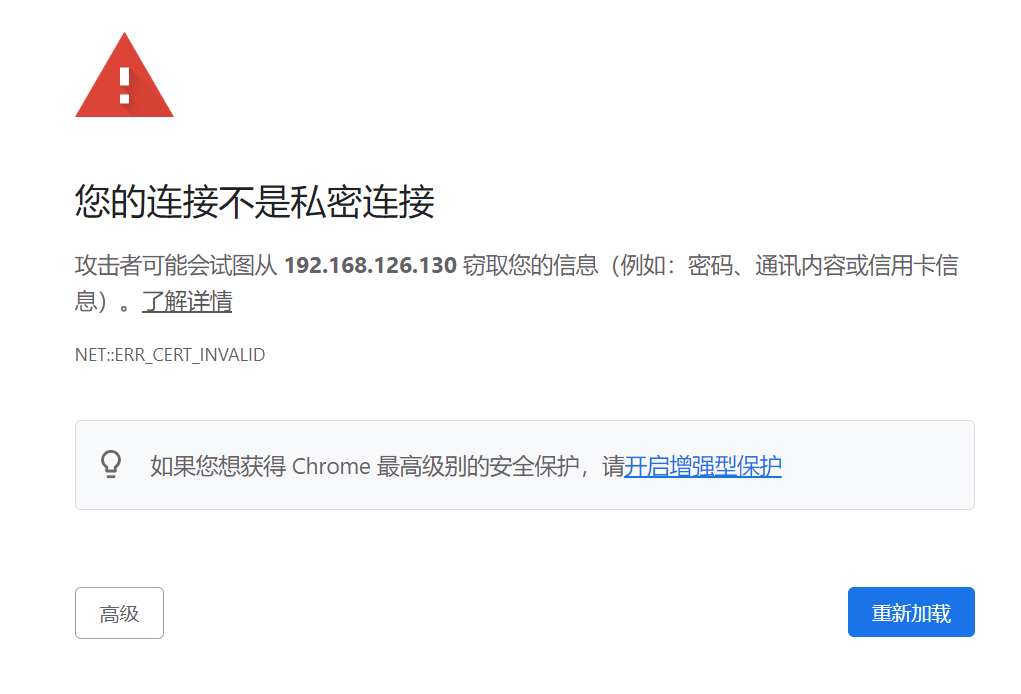 您的连接不是私密连接
攻击者可能会试图从 192.168.126.130 窃取您的信息（例如：密码、通讯内容或信用卡信
息）。了解详情
NET::ERR_CERT_INVALID
如果您想获得 Chrome 最高级别的安全保护，请开启增强型保护
高级
重新加载